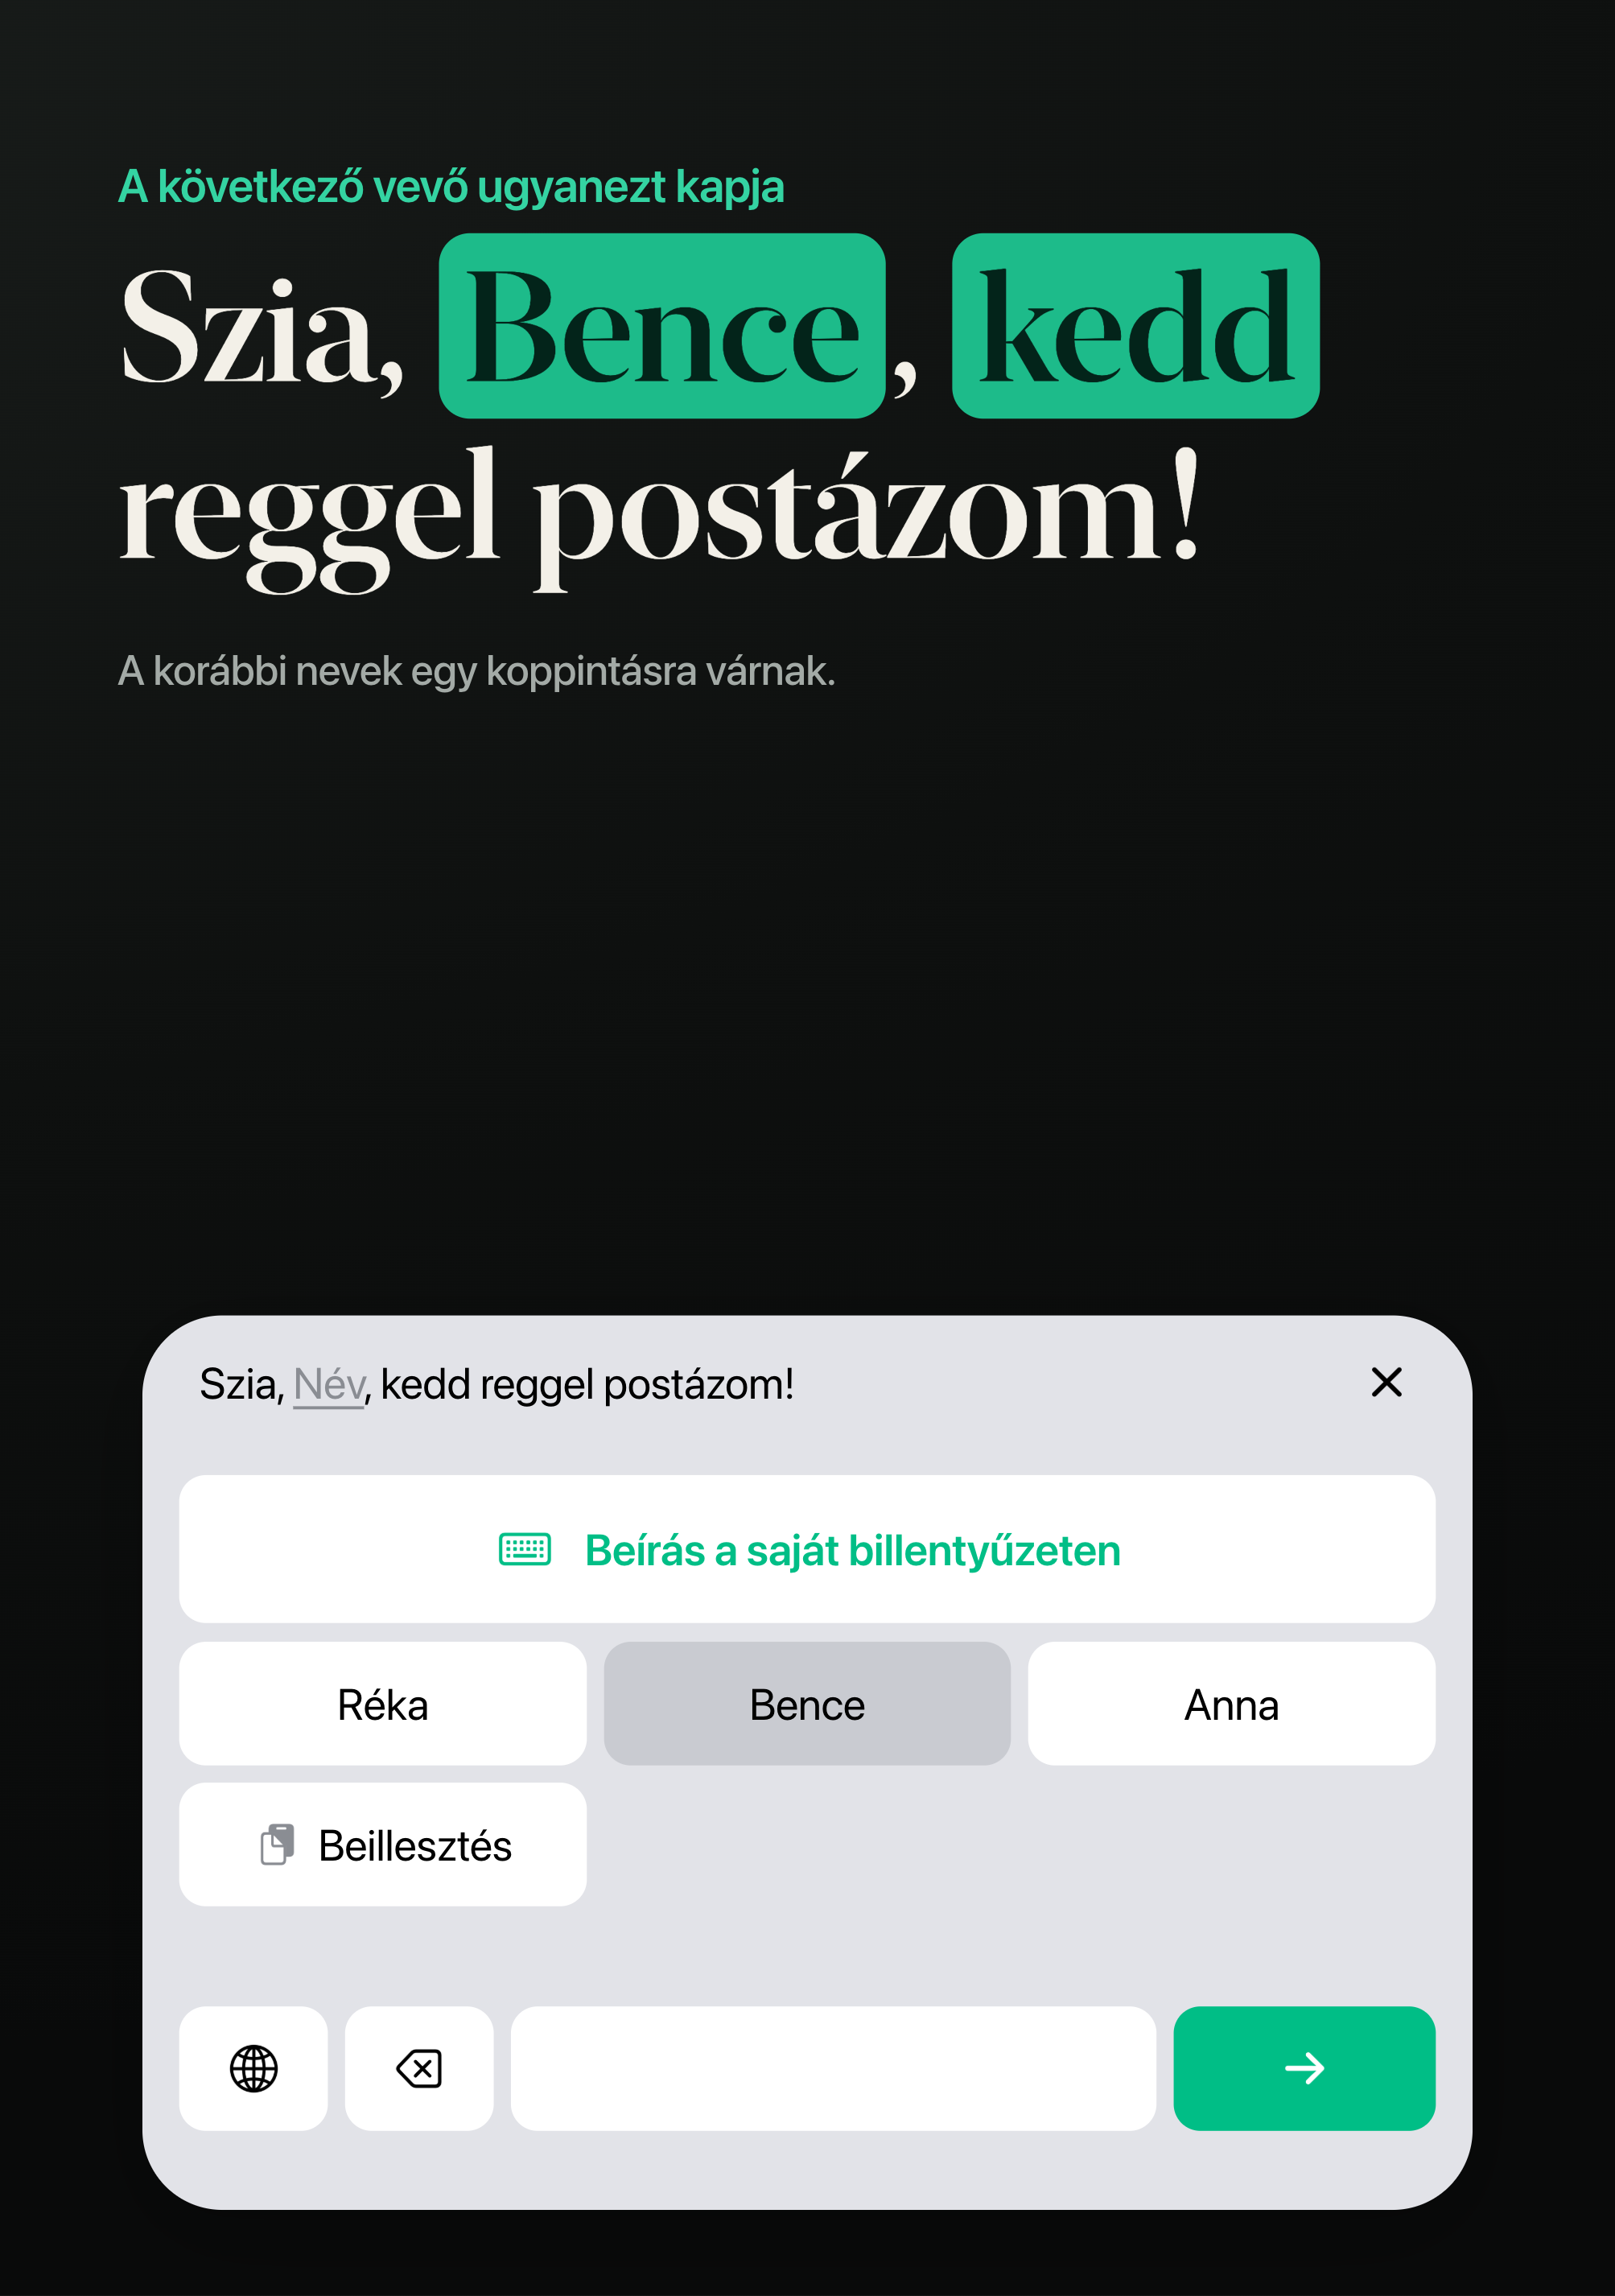 A következő vevő ugyanezt kapja
Szia, Bence, kedd
reggel postázom!
A korábbi nevek egy koppintásra várnak.
Szia, Név, kedd reggel postázom!
Beírás a saját billentyűzeten
Réka Bence Anna
Beillesztés